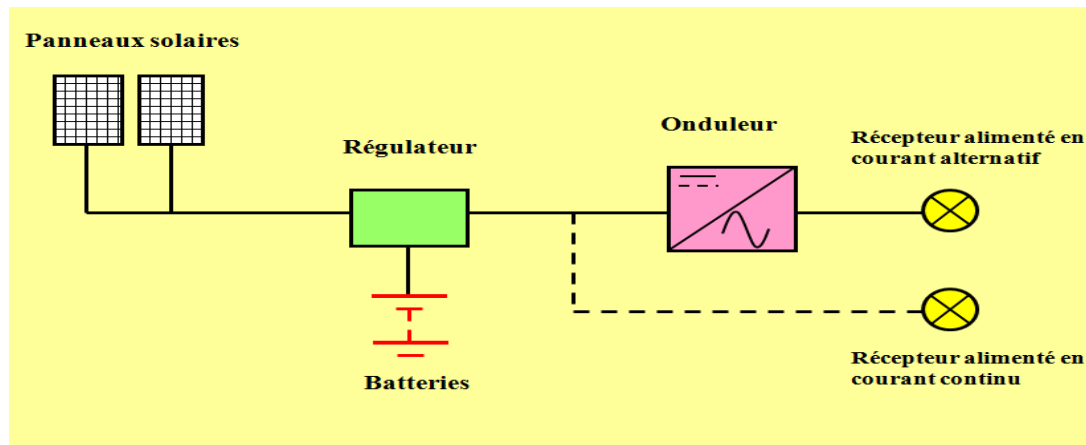 Panneaux solaires
Régulateur
Batteries
Onduleur
Récepteur alimenté en
courant alternatif
Récepteur alimenté en
courant continu